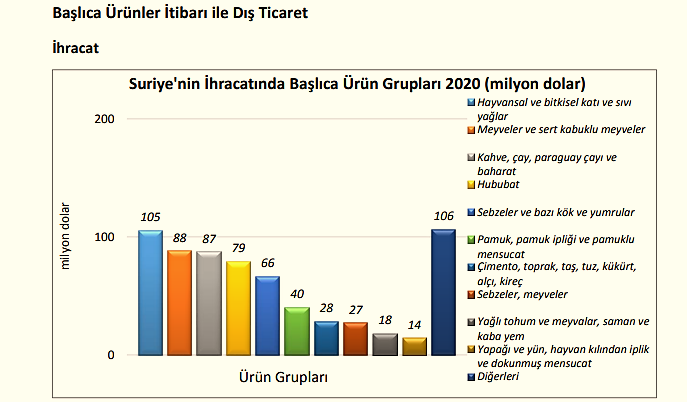 Başlıca Ürünler İtibarı ile Dış Ticaret
İhracat
Suriye'nin İhracatında Başlıca Ürün Grupları 2020 (milyon dolar)
200
100
0
milyon dolar
105
88
87
79
66
40
28
27
18
14
106
Ürün Grupları
Hayvansal ve bitkisel katı ve sıvı
yağlar
Meyveler ve sert kabuklu meyveler
Kahve, çay, paraguay çayı ve
baharat
Hububat
Sebzeler ve bazı kök ve yumrular
Pamuk, pamuk ipliği ve pamuklu
mensucat
Çimento, toprak, taş, tuz, kükürt,
alçı, kireç
Sebzeler, meyveler
Yağlı tohum ve meyvalar, saman ve
kaba yem
Yapağı ve yün, hayvan kılından iplik
ve dokunmuş mensucat
Diğerleri